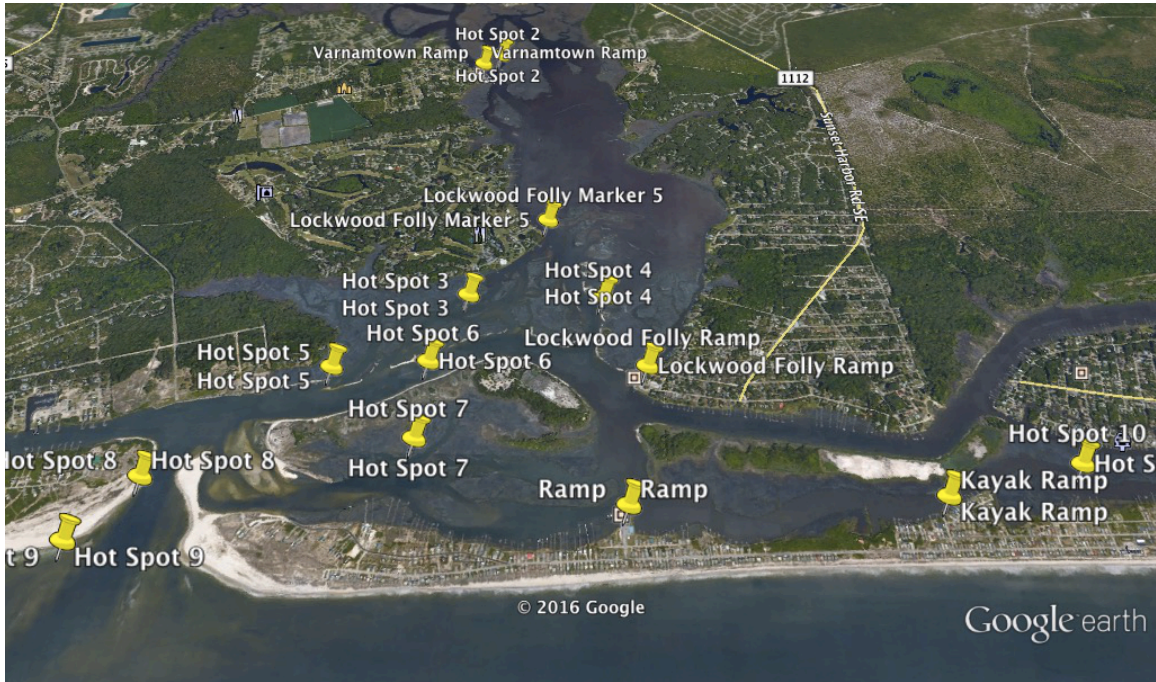 Hot Spot 2
Varnamtown Ramp
Varnamtown Ramp
Hot Spot 2
1112
Sunset Harbor Rd SE
Lockwood Folly Marker 5
Lockwood Folly Marker 5
Hot Spot 3
Hot Spot 3
Hot Spot 4
Hot Spot 4
Hot Spot 6
Hot Spot 6
Lockwood Folly Ramp
Lockwood Folly Ramp
Hot Spot 5
Hot Spot 5
Hot Spot 7
Hot Spot 7
Hot Spot 10
Hot S
Hot Spot 8
Hot Spot 8
Ramp
Ramp
Kayak Ramp
Kayak Ramp
t 9
Hot Spot 9
© 2016 Google
Google earth